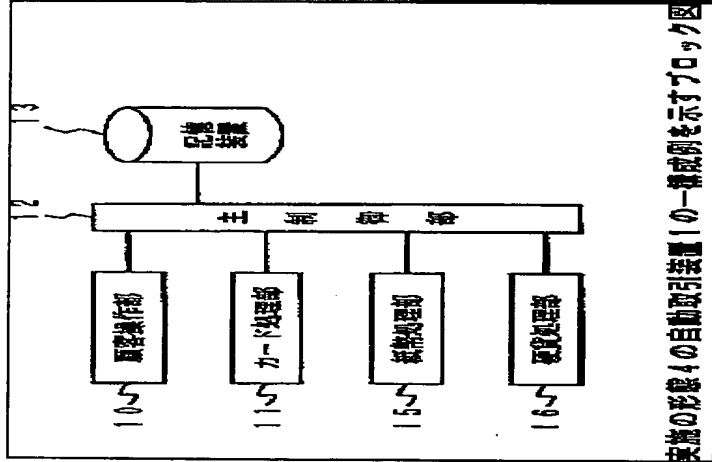 10
顧客操作部
11
カード処理部
15
紙幣処理部
16
硬貨処理部
12
主制御部
13
記憶装置
実施の形態4の自動取引装置1の一構成例を示すブロック図